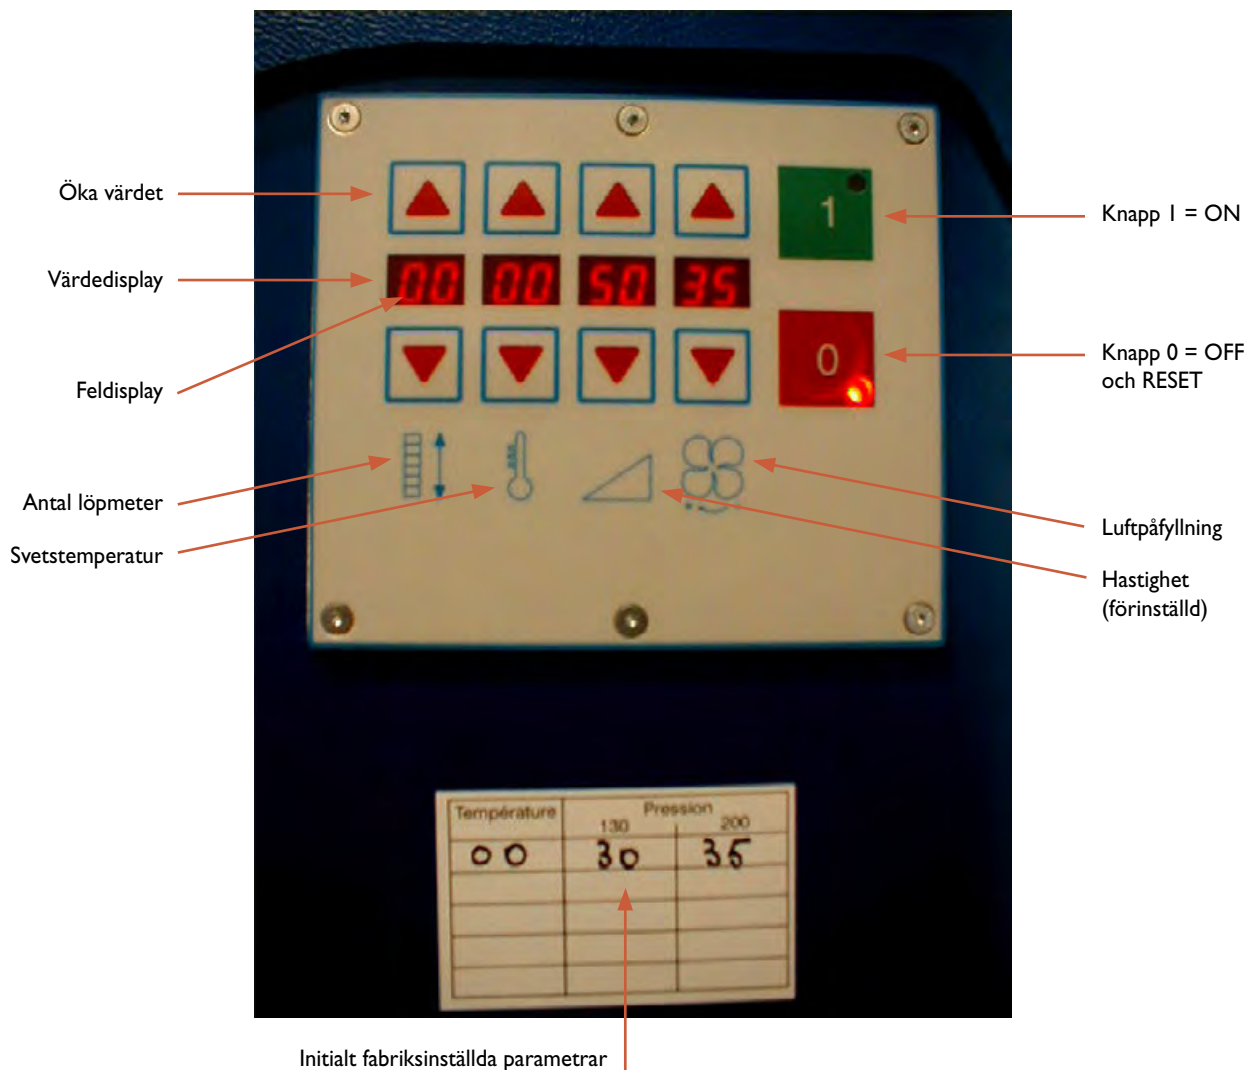 Öka värdet
Värdedisplay
Feldisplay
Antal löpmeter
Svetstemperatur
1
00 00 50 35
0
Knapp 1 = ON
Knapp 0 = OFF
och RESET
Luftpåfyllning
Hastighet
(förinställd)
Température Pression
130 200
00 30 35
Initialt fabriksinställda parametrar